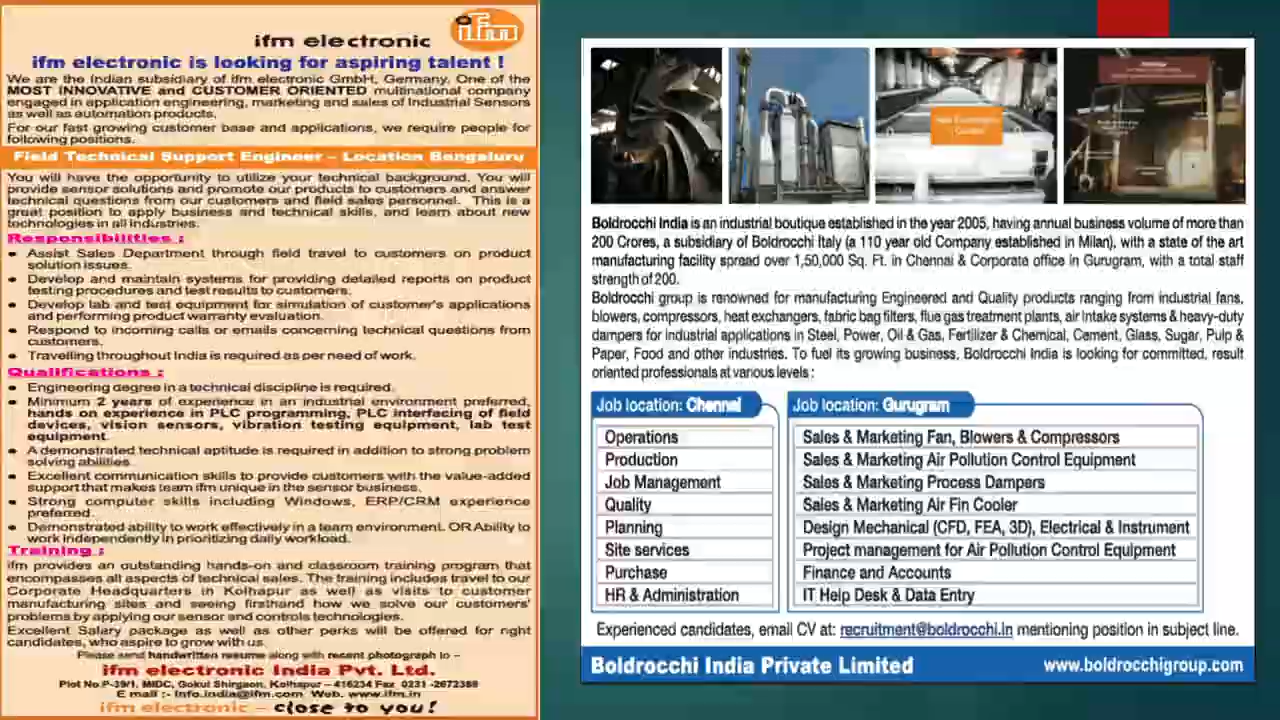 ifm electronic
ifm
ifm electronic is looking for aspiring talent !
We are the Indian subsidiary of ifm electronic GmbH, Germany. One of the
MOST INNOVATIVE and CUSTOMER ORIENTED multinational company
engaged in application engineering, marketing and sales of Industrial Sensors
as well as automation products.
For our fast growing customer base and applications, we require people for
following positions.
Field Technical Support Engineer – Location Bengaluru
You will have the opportunity to utilize your technical background. You will
provide sensor solutions and promote our products to customers and answer
technical questions from our customers and field sales personnel. This is a
great position to apply business and technical skills, and learn about new
technologies in all industries.
Responsibilities :
• Assist Sales Department through field travel to customers on product
solution issues.
• Develop and maintain systems for providing detailed reports on product
testing procedures and test results to customers.
• Develop lab and test equipment for simulation of customer's applications
and performing product warranty evaluation.
• Respond to incoming calls or emails concerning technical questions from
customers.
• Travelling throughout India is required as per need of work.
Qualifications :
• Engineering degree in a technical discipline is required.
• Minimum 2 years of experience in an industrial environment preferred,
hands on experience in PLC programming, PLC interfacing of field
devices, vision sensors, vibration testing equipment, lab test
equipment.
• A demonstrated technical aptitude is required in addition to strong problem
solving abilities.
• Excellent communication skills to provide customers with the value-added
support that makes team ifm unique in the sensor business.
• Strong computer skills including Windows, ERP/CRM experience
preferred.
• Demonstrated ability to work effectively in a team environment. OR Ability to
work independently in prioritizing daily workload.
Training :
ifm provides an outstanding hands-on and classroom training program that
encompasses all aspects of technical sales. The training includes travel to our
Corporate Headquarters in Kolhapur as well as visits to customer
manufacturing sites and seeing firsthand how we solve our customers'
problems by applying our sensor and controls technologies.
Excellent Salary package as well as other perks will be offered for right
candidates, who aspire to grow with us.
Please send handwritten resume along with recent photograph to –
ifm electronic India Pvt. Ltd.
Plot No.P-39/1, MIDC, Gokul Shirgaon, Kolhapur – 416234 Fax 0231 -2672389
E mail :- info.india@ifm.com Web. www.ifm.in
ifm electronic – close to you!
Boldrocchi India is an industrial boutique established in the year 2005, having annual business volume of more than
200 Crores, a subsidiary of Boldrocchi Italy (a 110 year old Company established in Milan), with a state of the art
manufacturing facility spread over 1,50,000 Sq. Ft. in Chennai & Corporate office in Gurugram, with a total staff
strength of 200.
Boldrocchi group is renowned for manufacturing Engineered and Quality products ranging from industrial fans,
blowers, compressors, heat exchangers, fabric bag filters, flue gas treatment plants, air Intake systems & heavy-duty
dampers for industrial applications in Steel, Power, Oil & Gas, Fertilizer & Chemical, Cement, Glass, Sugar, Pulp &
Paper, Food and other industries. To fuel its growing business, Boldrocchi India is looking for committed, result
oriented professionals at various levels :
Job location: Chennai
Operations
Production
Job Management
Quality
Planning
Site services
Purchase
HR & Administration
Job location: Gurugram
Sales & Marketing Fan, Blowers & Compressors
Sales & Marketing Air Pollution Control Equipment
Sales & Marketing Process Dampers
Sales & Marketing Air Fin Cooler
Design Mechanical (CFD, FEA, 3D), Electrical & Instrument
Project management for Air Pollution Control Equipment
Finance and Accounts
IT Help Desk & Data Entry
Experienced candidates, email CV at: recruitment@boldrocchi.in mentioning position in subject line.
Boldrocchi India Private Limited
www.boldrocchigroup.com